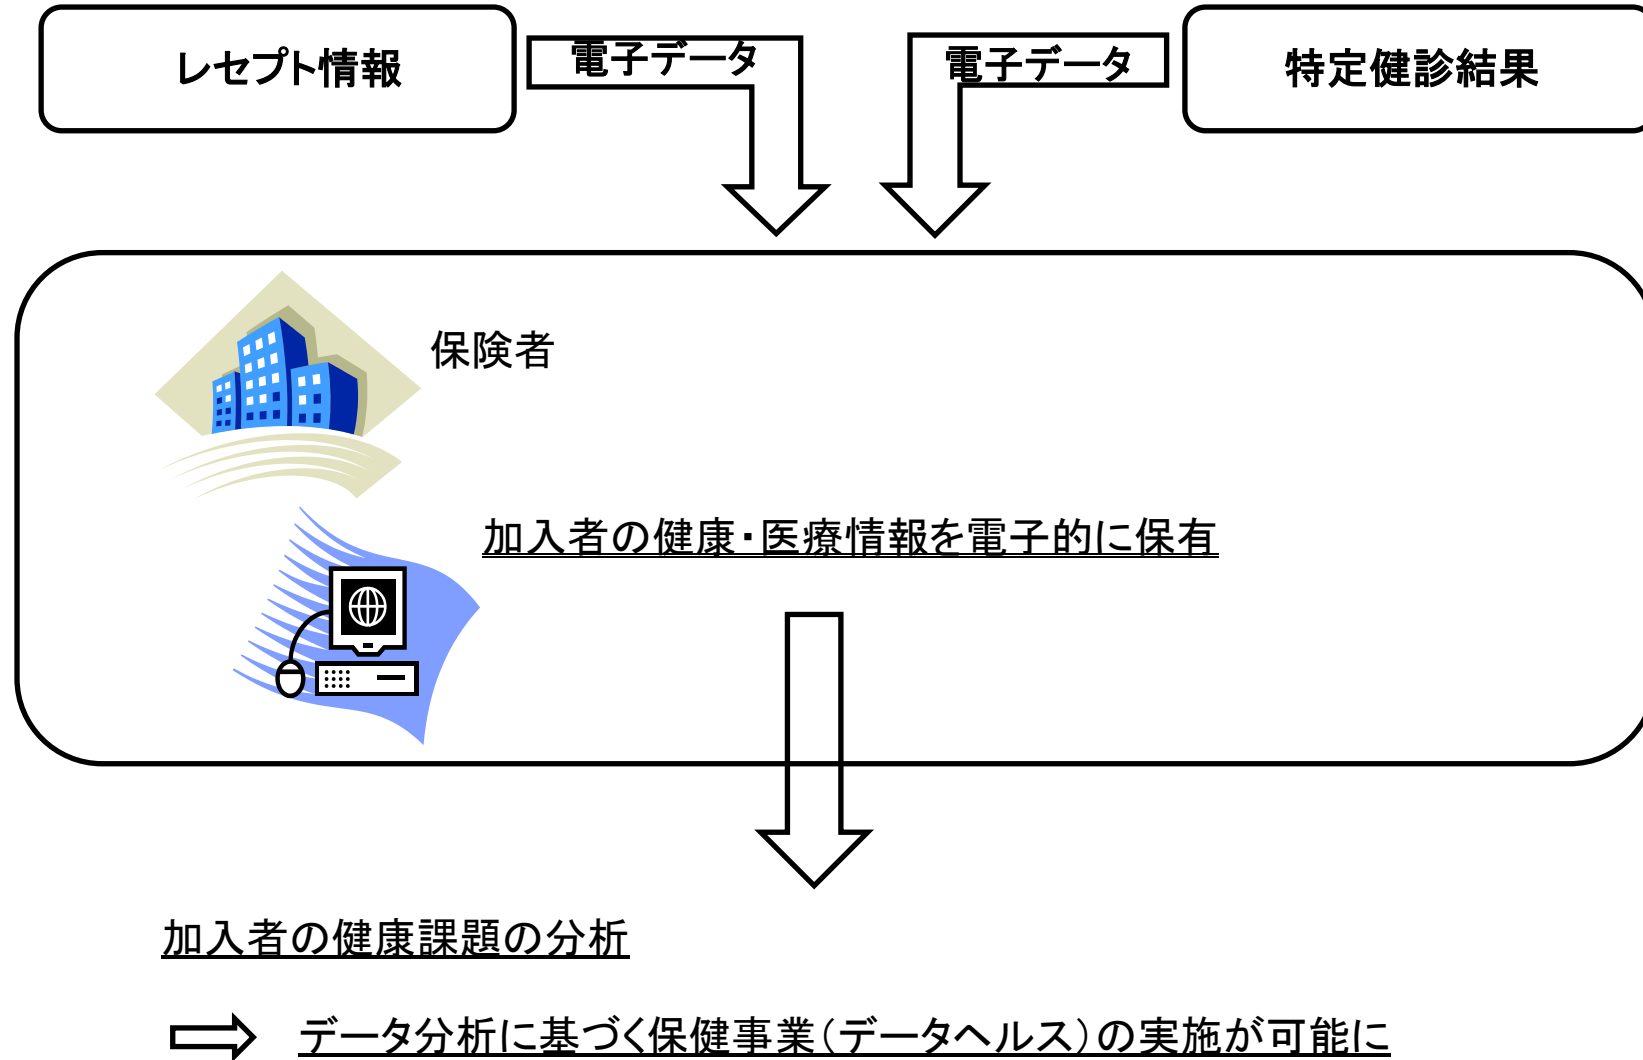 レセプト情報
電子データ
電子データ
特定健診結果
保険者
加入者の健康・医療情報を電子的に保有
加入者の健康課題の分析
データ分析に基づく保健事業(データヘルス)の実施が可能に